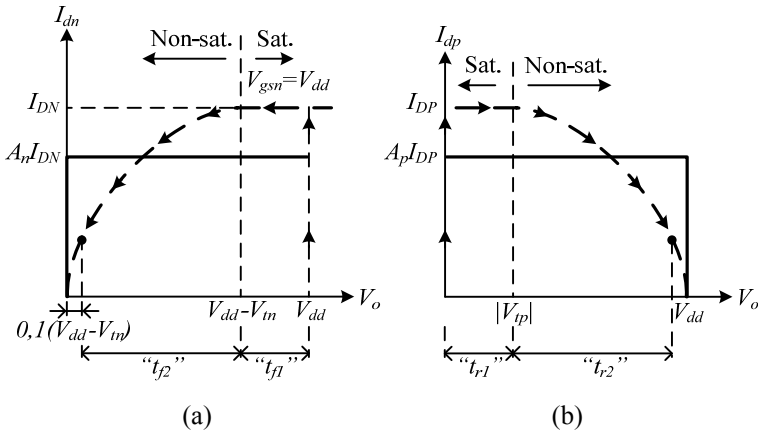 I_dn
Non-sat. Sat.
V_gsn=V_dd
I_DN
A_nI_DN
V_dd–V_tn
V_dd
V_o
0,1(V_dd–V_tn)
“t_f2” “t_f1”
(a)
I_dp
Sat. Non-sat.
I_DP
A_pI_DP
|V_tp|
V_dd
V_o
“t_r1” “t_r2”
(b)